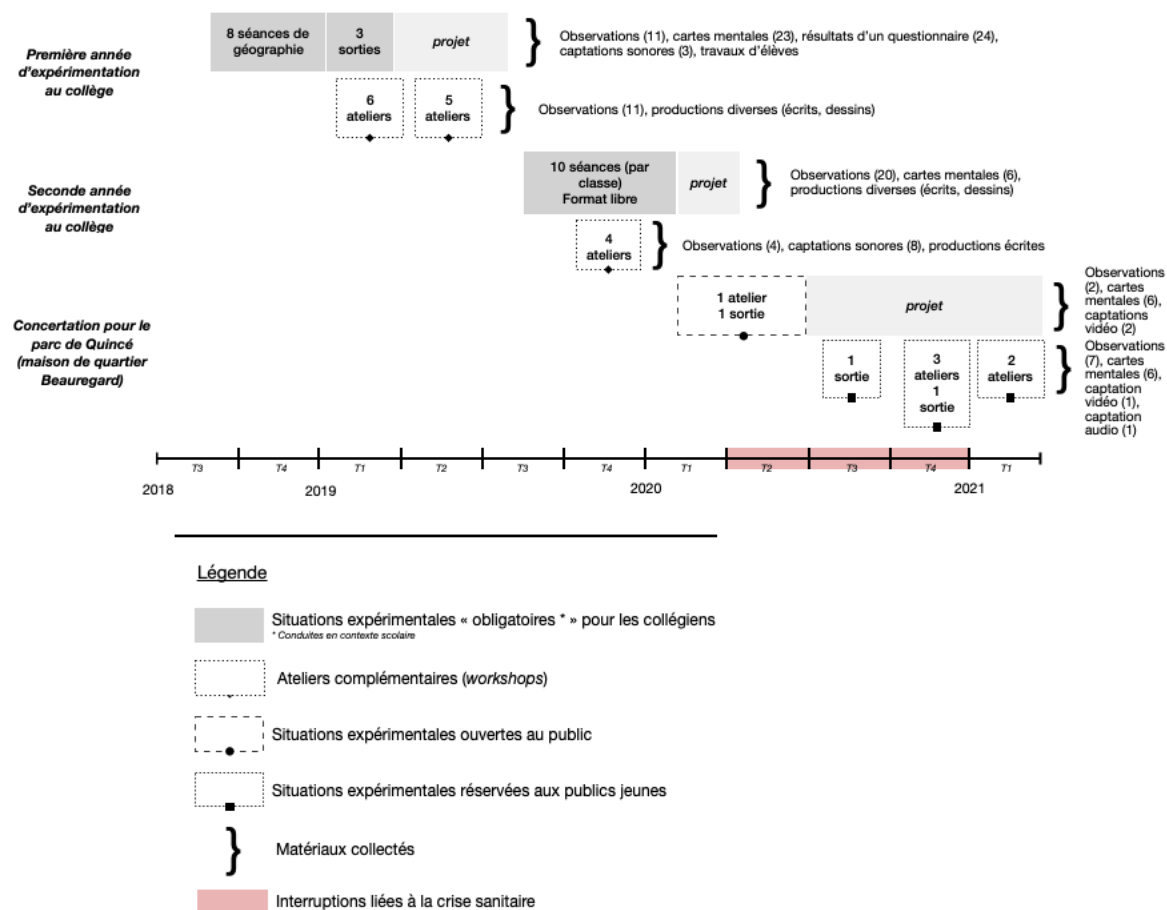 Première année
d'expérimentation
au collège
8 séances de
géographie
3
sorties
projet
Observations (11), cartes mentales (23), résultats d'un questionnaire (24),
captations sonores (3), travaux d'élèves
6
ateliers
5
ateliers
Observations (11), productions diverses (écrits, dessins)
Seconde année
d'expérimentation
au collège
10 séances (par
classe)
Format libre
projet
Observations (20), cartes mentales (6),
productions diverses (écrits, dessins)
4
ateliers
Observations (4), captations sonores (8), productions écrites
Concertation pour le
parc de Quincé
(maison de quartier
Beauregard)
1 atelier
1 sortie
projet
Observations
(2), cartes
mentales (6),
captations
vidéo (2)
1
sortie
3
ateliers
1
sortie
2
ateliers
Observations
(7), cartes
mentales (6),
captation
vidéo (1),
captation
audio (1)
T3 T4 T1 T2 T3 T4 T1 T2 T3 T4 T1
2018 2019 2020 2021
Légende
Situations expérimentales « obligatoires * » pour les collégiens
* Conduites en contexte scolaire
Ateliers complémentaires (workshops)
Situations expérimentales ouvertes au public
Situations expérimentales réservées aux publics jeunes
Matériaux collectés
Interruptions liées à la crise sanitaire